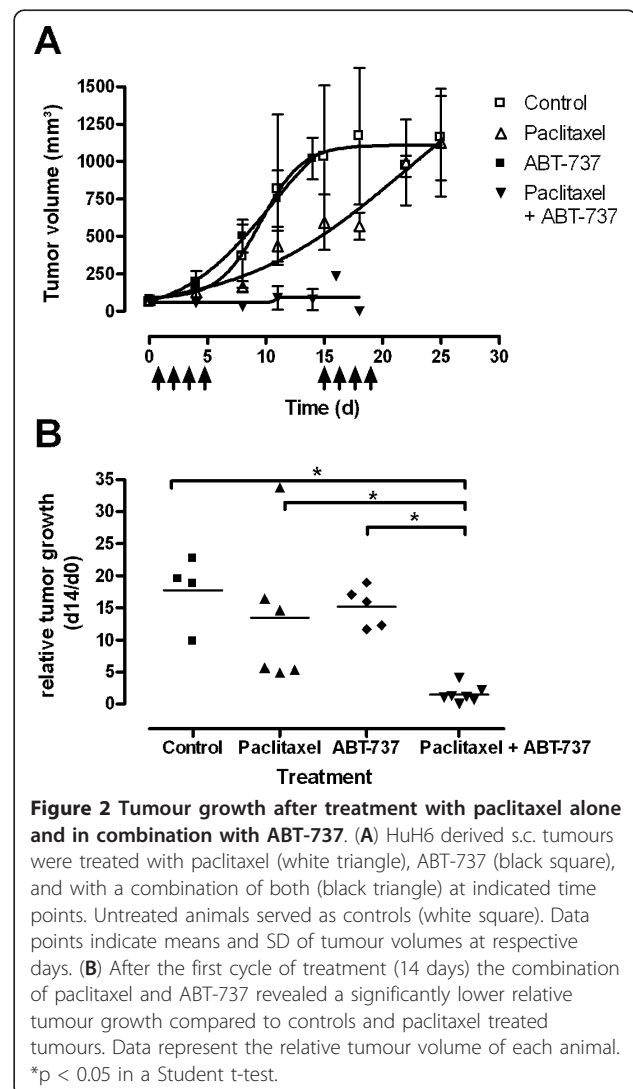 A
Tumor volume (mm³)
1500
1250
1000
750
500
250
0
Control
Paclitaxel
ABT-737
Paclitaxel
+ ABT-737
0 5 10 15 20 25 30
Time (d)
B
relative tumor growth
(d14/d0)
35
30
25
20
15
10
5
0
*
*
*
Control Paclitaxel ABT-737 Paclitaxel + ABT-737
Treatment
Figure 2 Tumour growth after treatment with paclitaxel alone
and in combination with ABT-737. (A) HuH6 derived s.c. tumours
were treated with paclitaxel (white triangle), ABT-737 (black square),
and with a combination of both (black triangle) at indicated time
points. Untreated animals served as controls (white square). Data
points indicate means and SD of tumour volumes at respective
days. (B) After the first cycle of treatment (14 days) the combination
of paclitaxel and ABT-737 revealed a significantly lower relative
tumour growth compared to controls and paclitaxel treated
tumours. Data represent the relative tumour volume of each animal.
*p < 0.05 in a Student t-test.